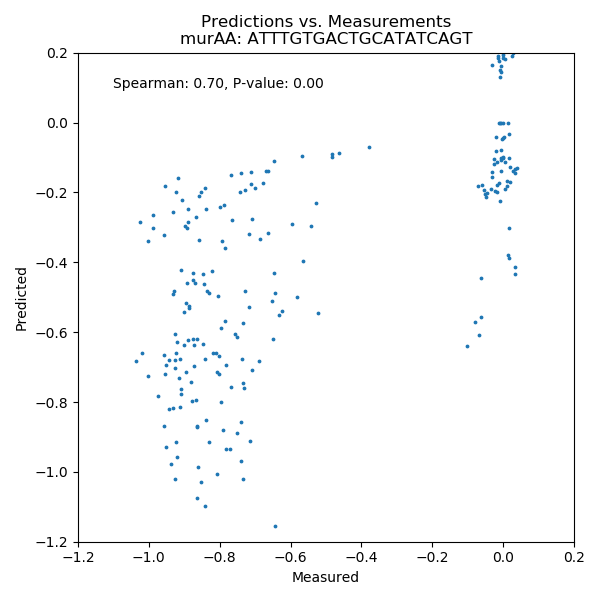 Predictions vs. Measurements
murAA: ATTTGTGACTGCATATCAGT
Spearman: 0.70, P-value: 0.00
0.2
0.0
−0.2
−0.4
−0.6
−0.8
−1.0
−1.2
Predicted
−1.2 −1.0 −0.8 −0.6 −0.4 −0.2 0.0 0.2
Measured